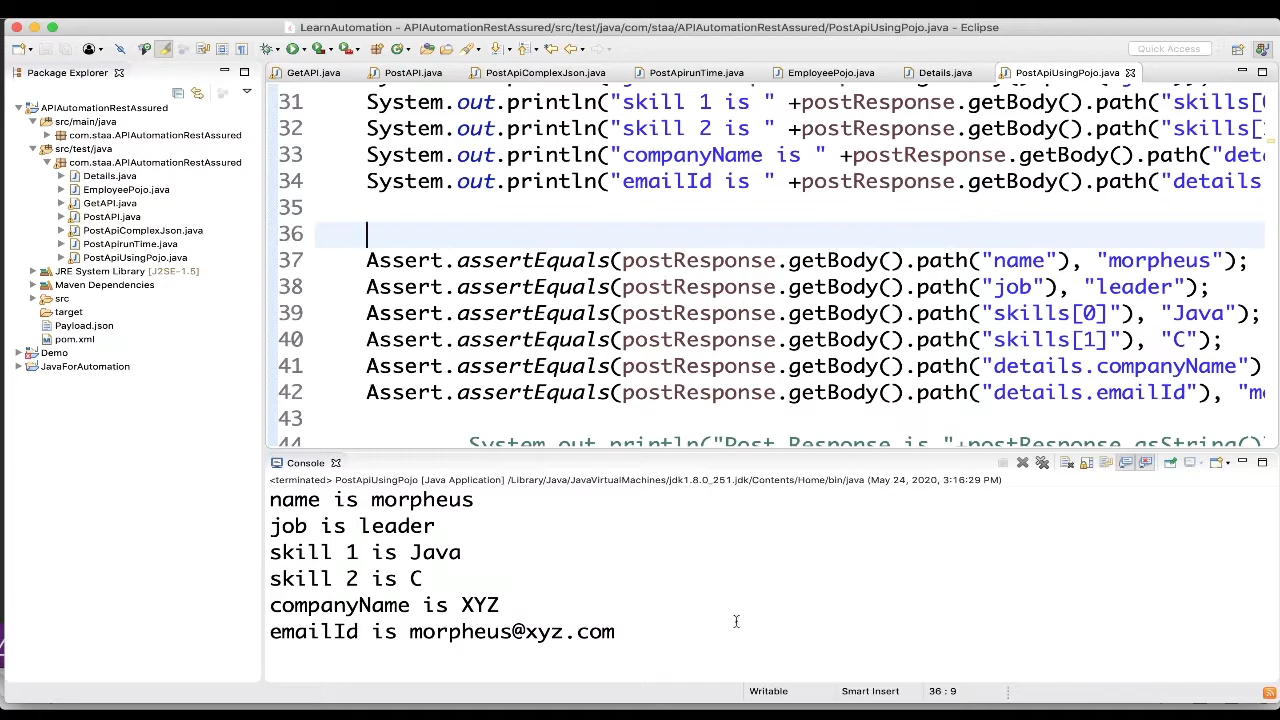 LearnAutomation - APIAutomationRestAssured/src/test/java/com/staa/APIAutomationRestAssured/PostApiUsingPojo.java - Eclipse
Quick Access
Package Explorer
APIAutomationRestAssured
src/main/java
com.staa.APIAutomationRestAssured
src/test/java
com.staa.APIAutomationRestAssured
Details.java
EmployeePojo.java
GetAPI.java
PostAPI.java
PostApiComplexJson.java
PostApirunTime.java
PostApiUsingPojo.java
JRE System Library [J2SE-1.5]
Maven Dependencies
src
target
Payload.json
pom.xml
Demo
JavaForAutomation
GetAPI.java PostAPI.java PostApiComplexJson.java PostApirunTime.java EmployeePojo.java Details.java PostApiUsingPojo.java
31 System.out.println("skill 1 is " +postResponse.getBody().path("skills[
32 System.out.println("skill 2 is " +postResponse.getBody().path("skills[
33 System.out.println("companyName is " +postResponse.getBody().path("deta
34 System.out.println("emailId is " +postResponse.getBody().path("details
35
36
37 Assert.assertEquals(postResponse.getBody().path("name"), "morpheus");
38 Assert.assertEquals(postResponse.getBody().path("job"), "leader");
39 Assert.assertEquals(postResponse.getBody().path("skills[0]"), "Java");
40 Assert.assertEquals(postResponse.getBody().path("skills[1]"), "C");
41 Assert.assertEquals(postResponse.getBody().path("details.companyName")
42 Assert.assertEquals(postResponse.getBody().path("details.emailId"), "mo
43
44 System.out.println("Post Response is "+postResponse.asString()
Console
<terminated> PostApiUsingPojo [Java Application] /Library/Java/JavaVirtualMachines/jdk1.8.0_251.jdk/Contents/Home/bin/java (May 24, 2020, 3:16:29 PM)
name is morpheus
job is leader
skill 1 is Java
skill 2 is C
companyName is XYZ
emailId is morpheus@xyz.com
Writable Smart Insert 36 : 9